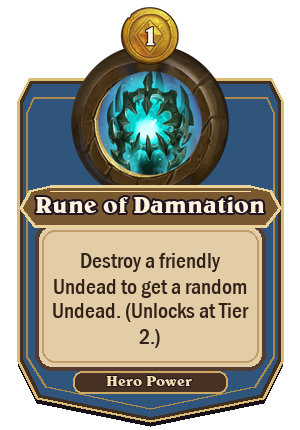 1
Rune of Damnation
Destroy a friendly
Undead to get a random
Undead. (Unlocks at Tier
2.)
Hero Power